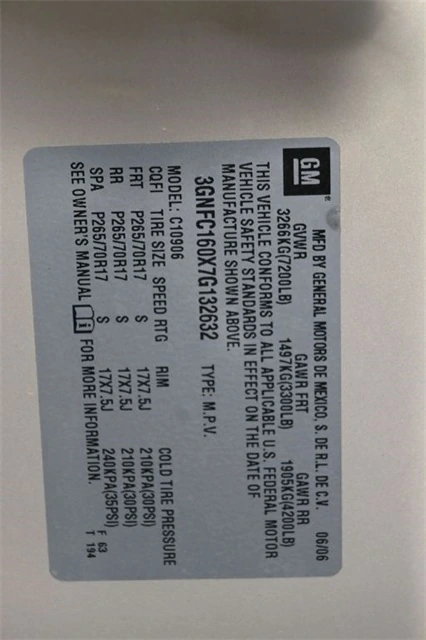 GM ®
MFD BY GENERAL MOTORS DE MEXICO, S. DE R.L. DE C.V. 06/06
GVWR GAWR FRT GAWR RR
3266KG(7200LB) 1497KG(3300LB) 1905KG(4200LB)
THIS VEHICLE CONFORMS TO ALL APPLICABLE U.S. FEDERAL MOTOR
VEHICLE SAFETY STANDARDS IN EFFECT ON THE DATE OF
MANUFACTURE SHOWN ABOVE.
3GNFC160X7G132632 TYPE: M.P.V.
MODEL: C10906
CQFI TIRE SIZE SPEED RTG RIM COLD TIRE PRESSURE
FRT P265/70R17 S 17X7.5J 210KPA(30PSI)
RR P265/70R17 S 17X7.5J 210KPA(30PSI)
SPA P265/70R17 S 17X7.5J 240KPA(35PSI)
SEE OWNER'S MANUAL i FOR MORE INFORMATION.
F 63
T 194